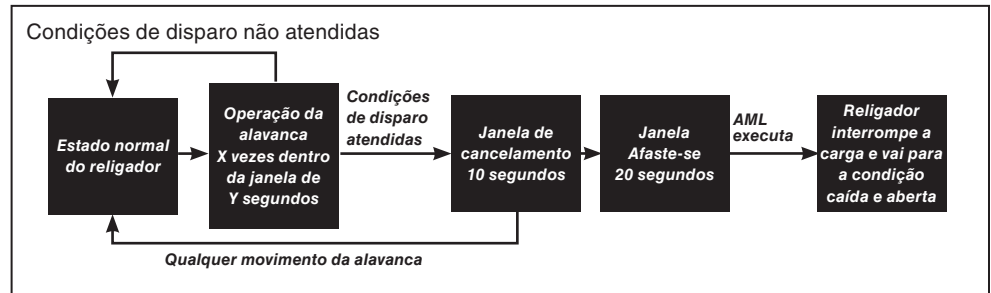 Condições de disparo não atendidas
Estado normal
do religador
Operação da
alavanca
X vezes dentro
da janela de
Y segundos
Condições
de disparo
atendidas
Janela de
cancelamento
10 segundos
Janela
Afaste-se
20 segundos
AML
executa
Religador
interrompe a
carga e vai para
a condição
caída e aberta
Qualquer movimento da alavanca